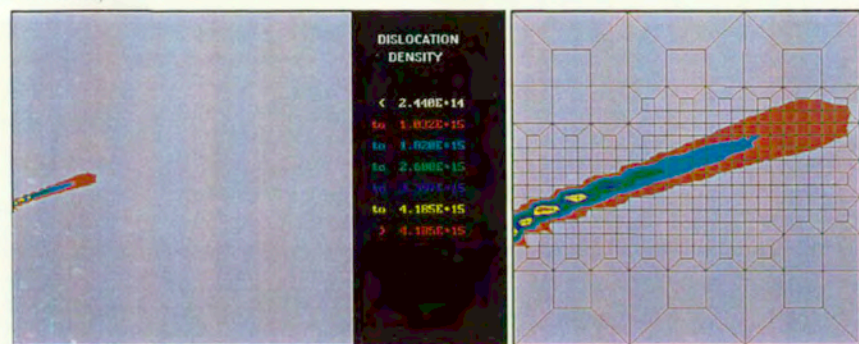 DISLOCATION
DENSITY
< 2.440E+14
to 1.032E+15
to 1.820E+15
to 2.608E+15
to
to 4.185E+15
> 4.185E+15